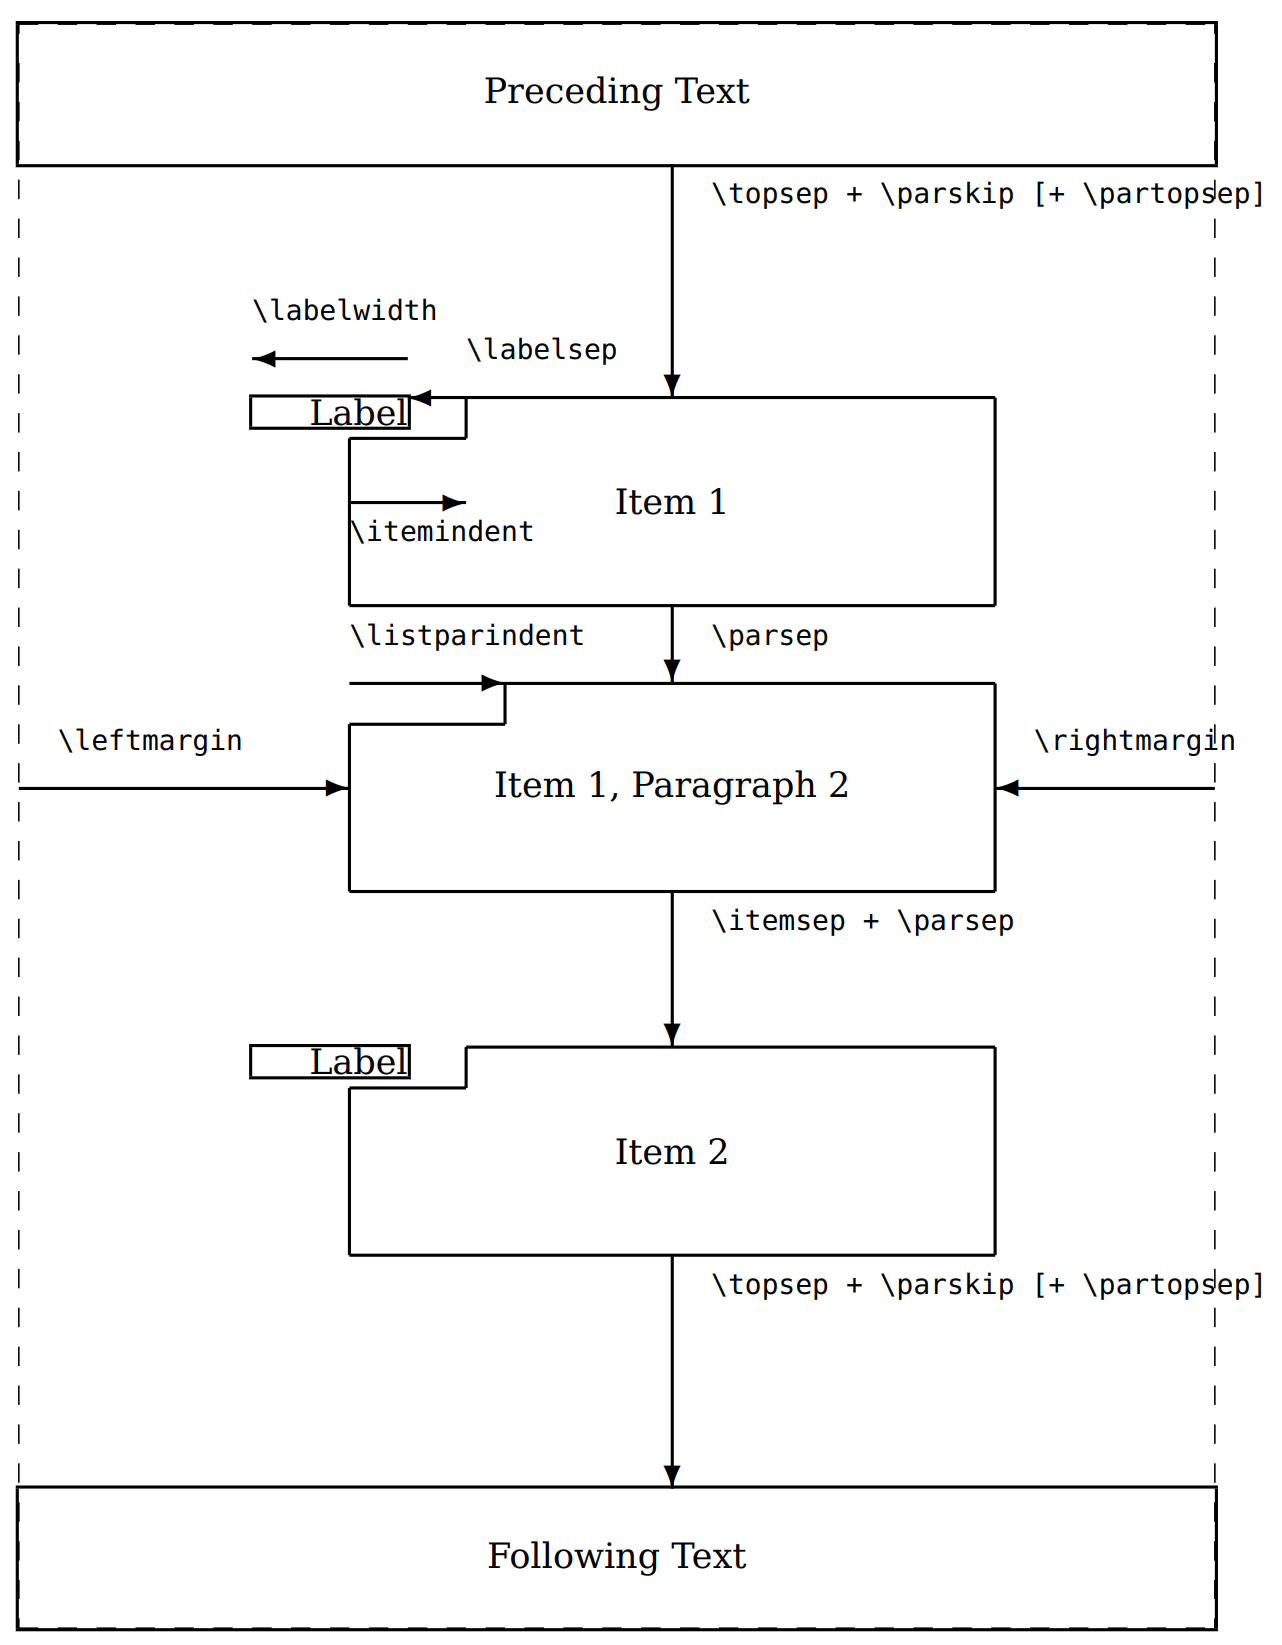 Preceding Text
\topsep + \parskip [+ \partopsep]
\labelwidth
\labelsep
Label
Item 1
\itemindent
\listparindent
\parsep
\leftmargin
\rightmargin
Item 1, Paragraph 2
\itemsep + \parsep
Label
Item 2
\topsep + \parskip [+ \partopsep]
Following Text